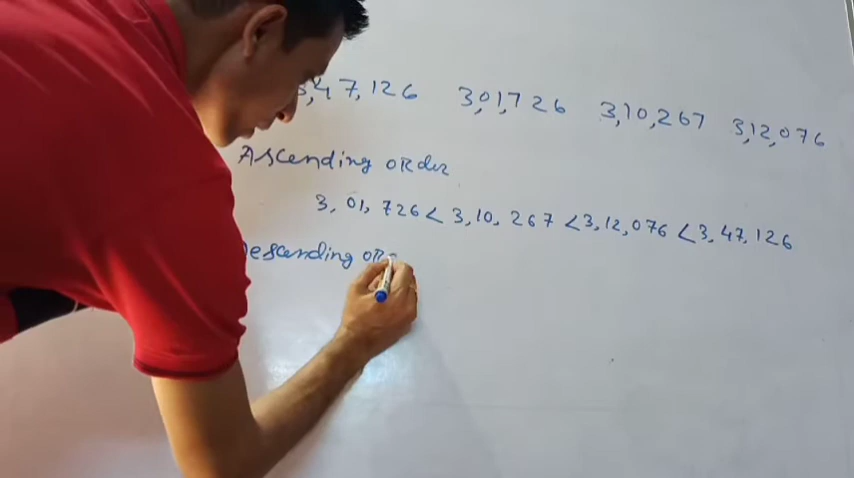 3,47,126 3,01,726 3,10,267 3,12,076
Ascending order
3, 01, 726 < 3,10, 267 < 3,12,076 < 3,47,126
Descending or